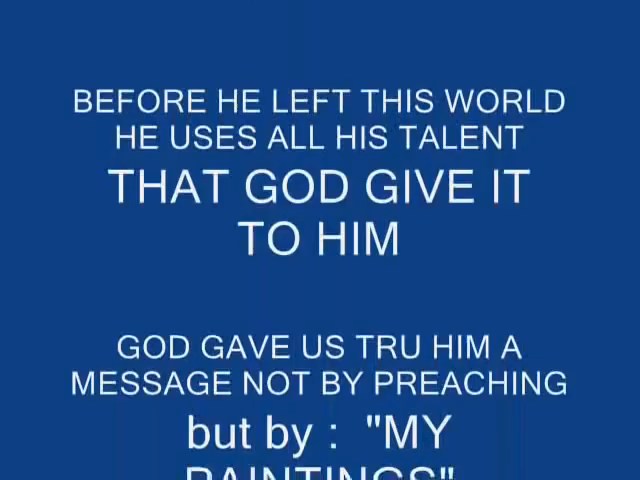 BEFORE HE LEFT THIS WORLD
HE USES ALL HIS TALENT
THAT GOD GIVE IT
TO HIM
GOD GAVE US TRU HIM A
MESSAGE NOT BY PREACHING
but by : "MY
PAINTINGS"